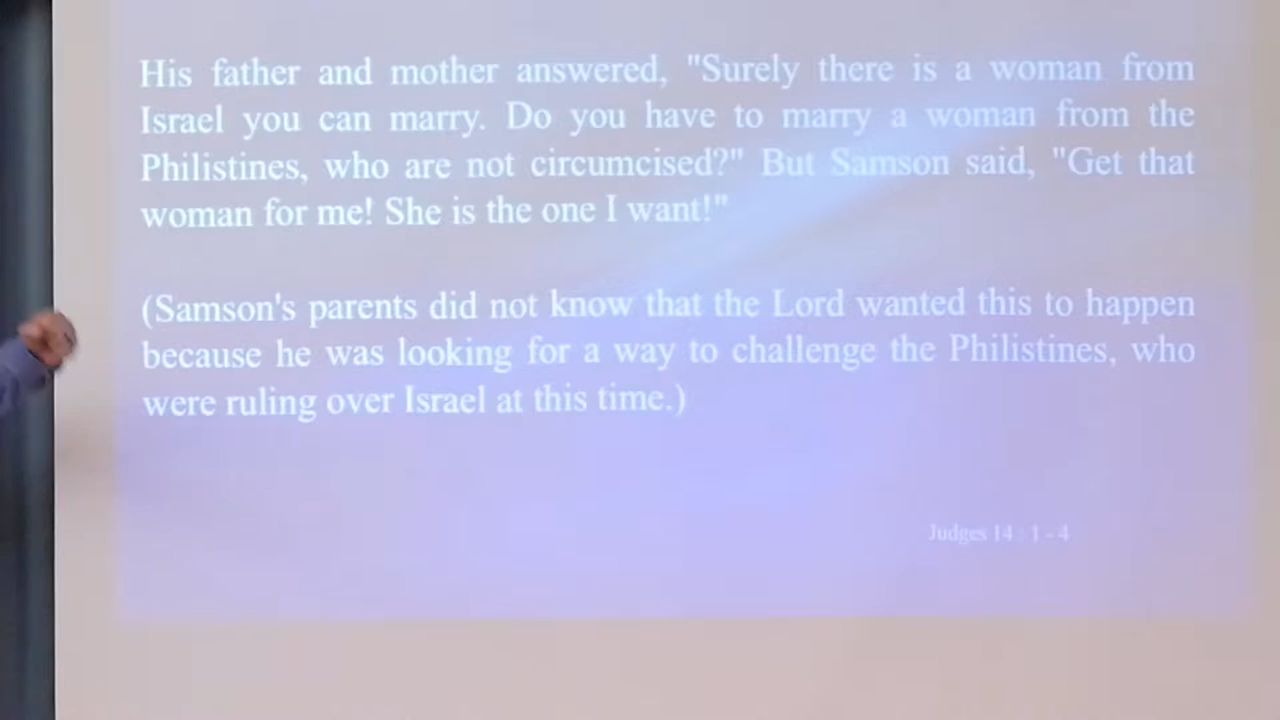 His father and mother answered, "Surely there is a woman from
Israel you can marry. Do you have to marry a woman from the
Philistines, who are not circumcised?" But Samson said, "Get that
woman for me! She is the one I want!"
(Samson's parents did not know that the Lord wanted this to happen
because he was looking for a way to challenge the Philistines, who
were ruling over Israel at this time.)
Judges 14 : 1 - 4